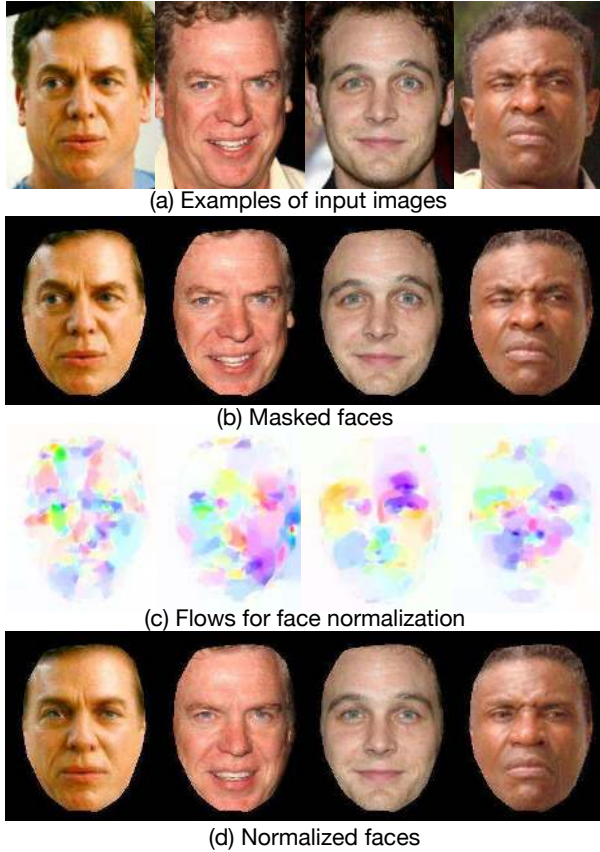 (a) Examples of input images
(b) Masked faces
(c) Flows for face normalization
(d) Normalized faces